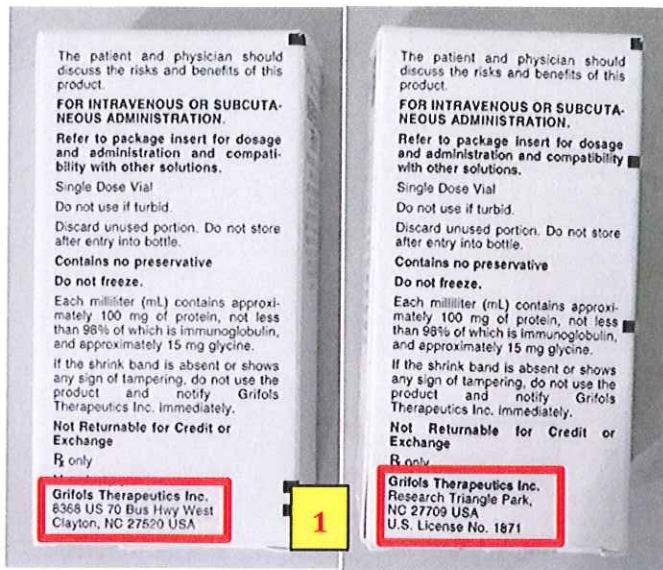 The patient and physician should
discuss the risks and benefits of this
product.
FOR INTRAVENOUS OR SUBCUTA-
NEOUS ADMINISTRATION.
Refer to package insert for dosage
and administration and compati-
bility with other solutions.
Single Dose Vial
Do not use if turbid.
Discard unused portion. Do not store
after entry into bottle.
Contains no preservative
Do not freeze.
Each milliliter (mL) contains approxi-
mately 100 mg of protein, not less
than 98% of which is immunoglobulin,
and approximately 15 mg glycine.
If the shrink band is absent or shows
any sign of tampering, do not use the
product and notify Grifols
Therapeutics Inc. immediately.
Not Returnable for Credit or
Exchange
℞ only
Grifols Therapeutics Inc.
8368 US 70 Bus Hwy West
Clayton, NC 27520 USA
1
The patient and physician should
discuss the risks and benefits of this
product.
FOR INTRAVENOUS OR SUBCUTA-
NEOUS ADMINISTRATION.
Refer to package insert for dosage
and administration and compatibility
with other solutions.
Single Dose Vial
Do not use if turbid.
Discard unused portion. Do not store
after entry into bottle.
Contains no preservative
Do not freeze.
Each milliliter (mL) contains approxi-
mately 100 mg of protein, not less
than 98% of which is immunoglobulin,
and approximately 15 mg glycine.
If the shrink band is absent or shows
any sign of tampering, do not use the
product and notify Grifols
Therapeutics Inc. immediately.
Not Returnable for Credit or
Exchange
℞ only
Grifols Therapeutics Inc.
Research Triangle Park,
NC 27709 USA
U.S. License No. 1871